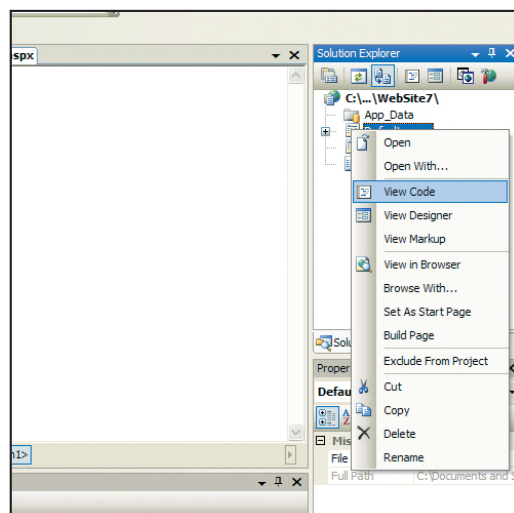 spx
Solution Explorer
C:\...\WebSite7\
App_Data
Open
Open With...
View Code
View Designer
View Markup
View in Browser
Browse With...
Set As Start Page
Build Page
Solu
Exclude From Project
Proper
Cut
Defau
Copy
Delete
Mis
n1>
File
Rename
Full Path
C:\Documents and S